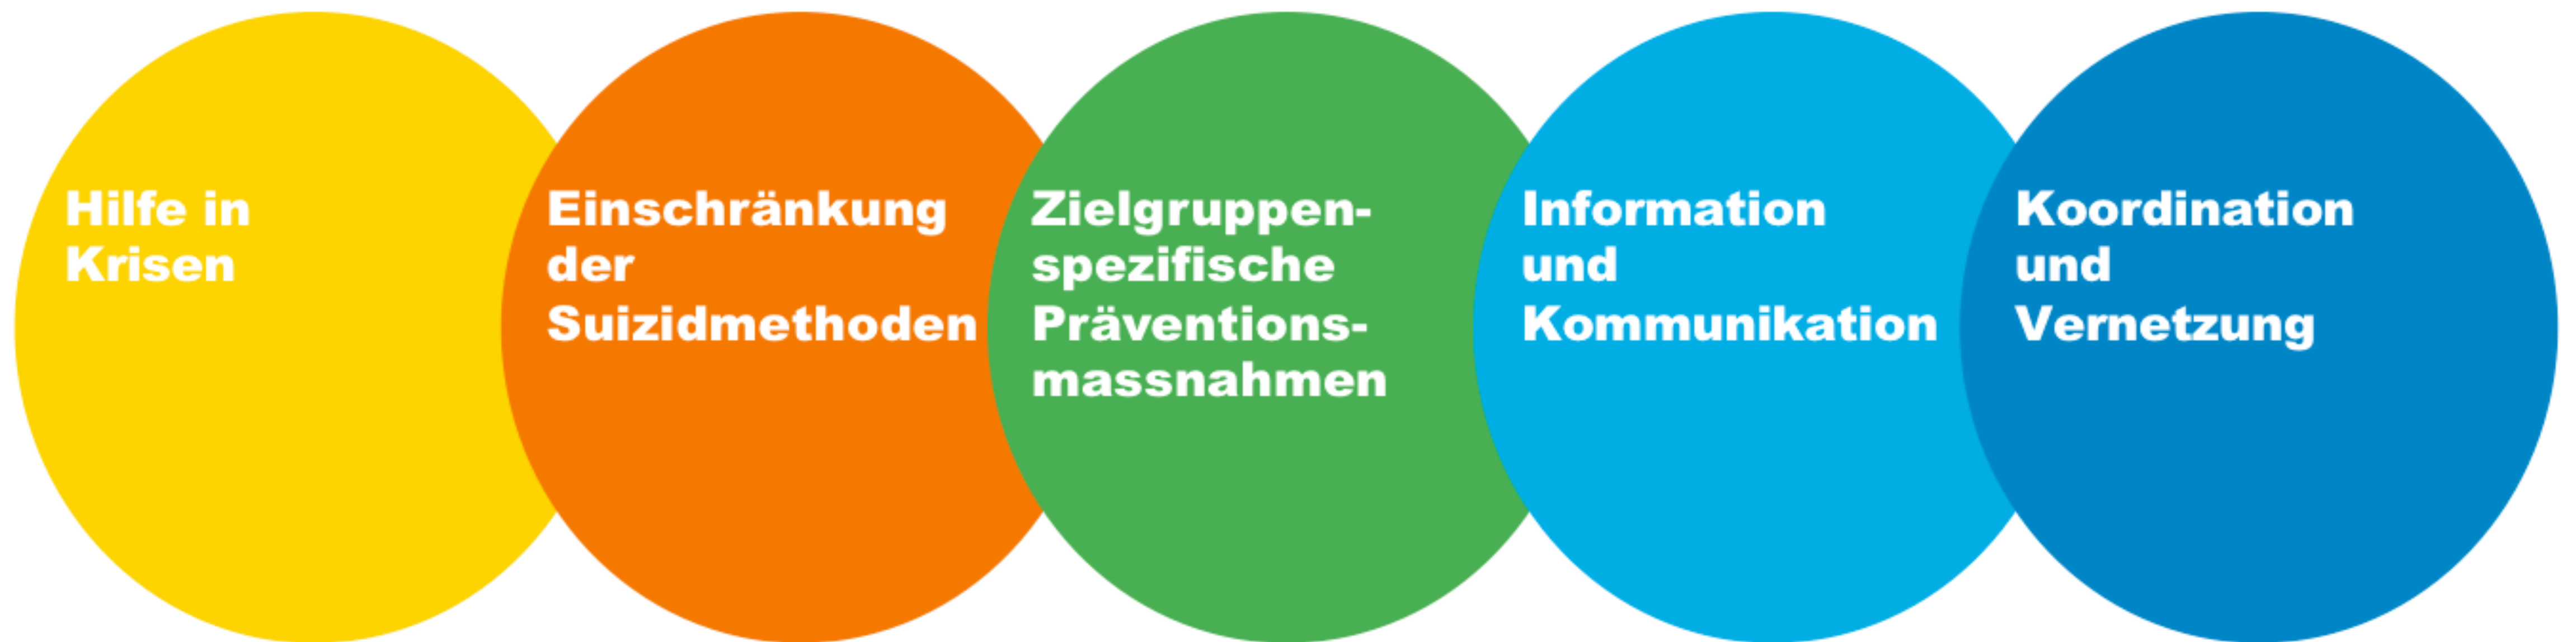 Hilfe in
Krisen
Einschränkung
der
Suizidmethoden
Zielgruppen-
spezifische
Präventions-
massnahmen
Information
und
Kommunikation
Koordination
und
Vernetzung